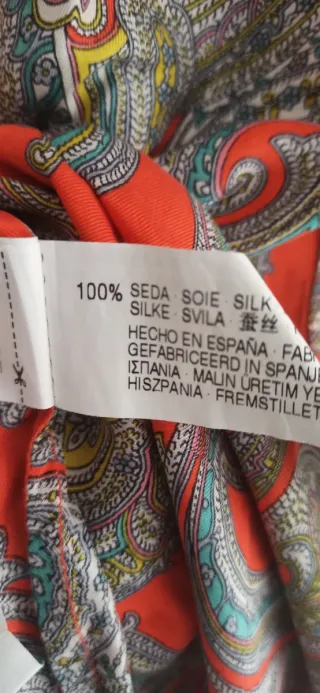 100% SEDA · SOIE · SILK
SILKE · SVILA · 蚕丝
HECHO EN ESPAÑA · FAB
GEFABRICEERD IN SPANJE
ΙΣΠΑΝΙΑ · MALIN ÜRETIM YE
HISZPANIA · FREMSTILLET